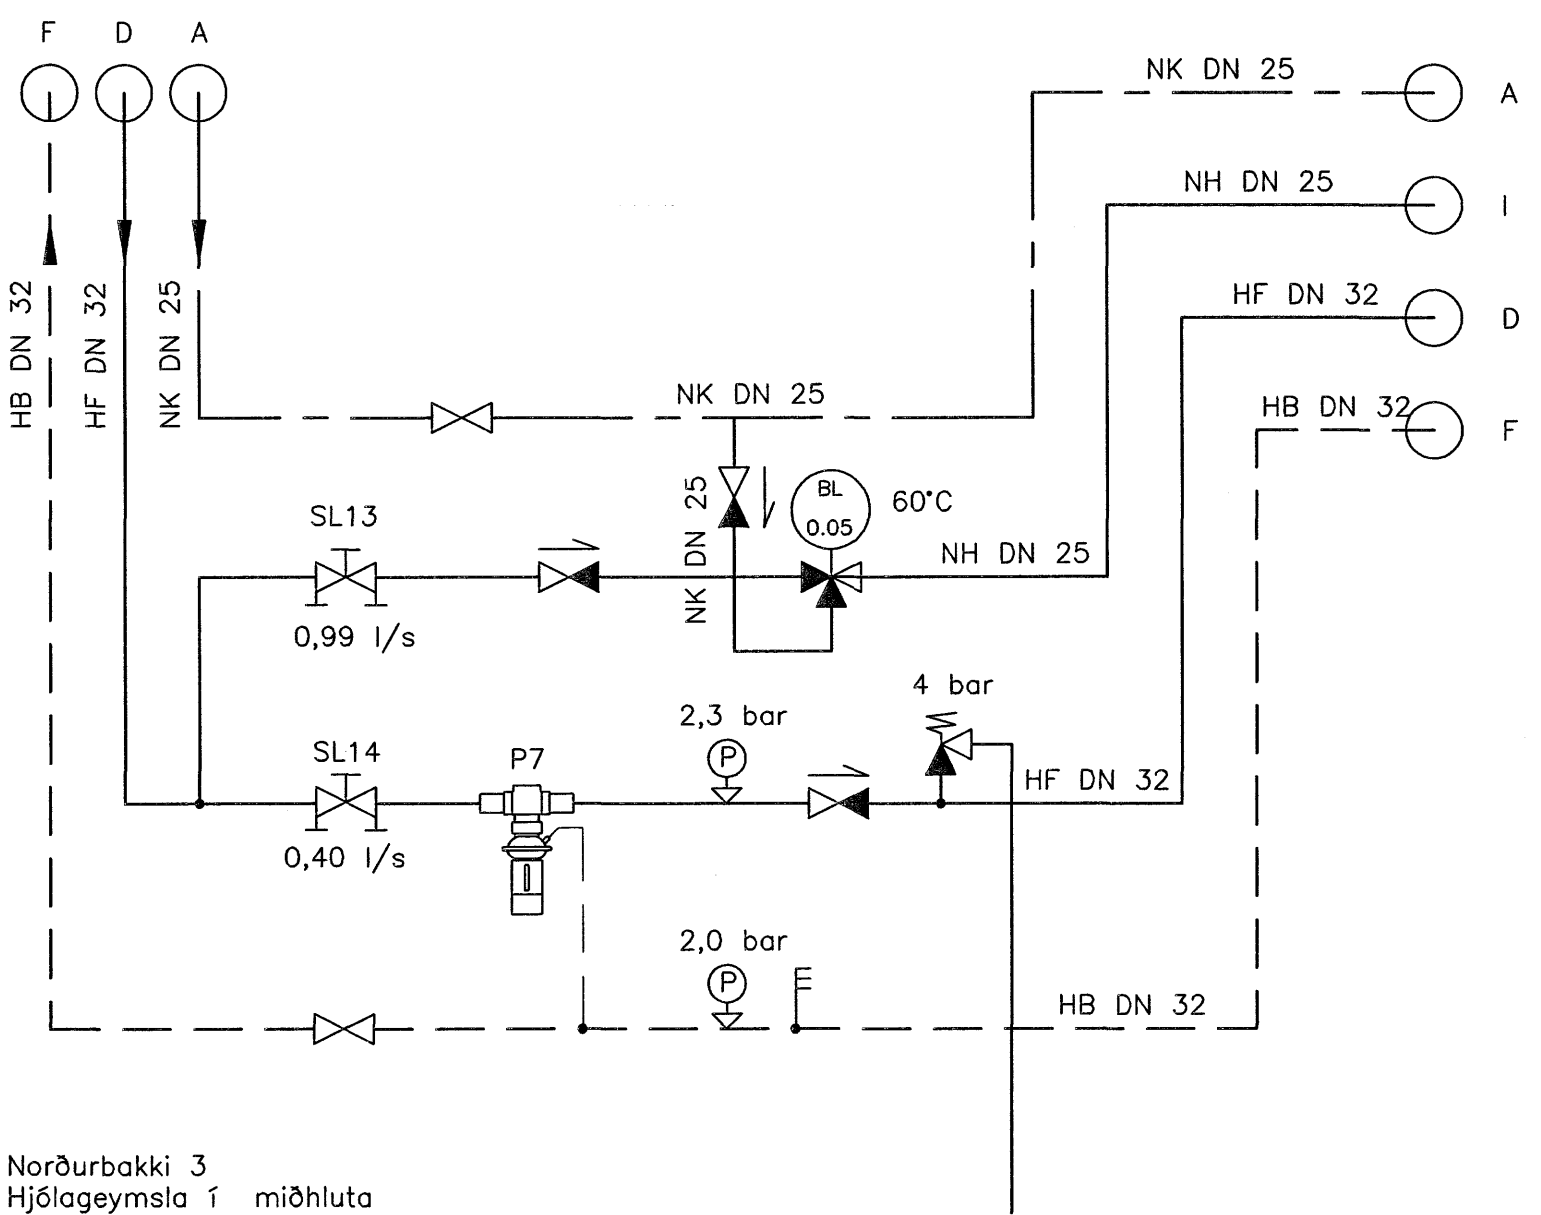 F D A
NK DN 25 A
NH DN 25 I
HF DN 32 D
HB DN 32 F
HB DN 32
HF DN 32
NK DN 25
NK DN 25
NK DN 25
BL
0.05
60°C
SL13
0,99 l/s
NH DN 25
4 bar
2,3 bar
P
SL14
P7
0,40 l/s
HF DN 32
2,0 bar
P
HB DN 32
Norðurbakki 3
Hjólageymsla í miðhluta